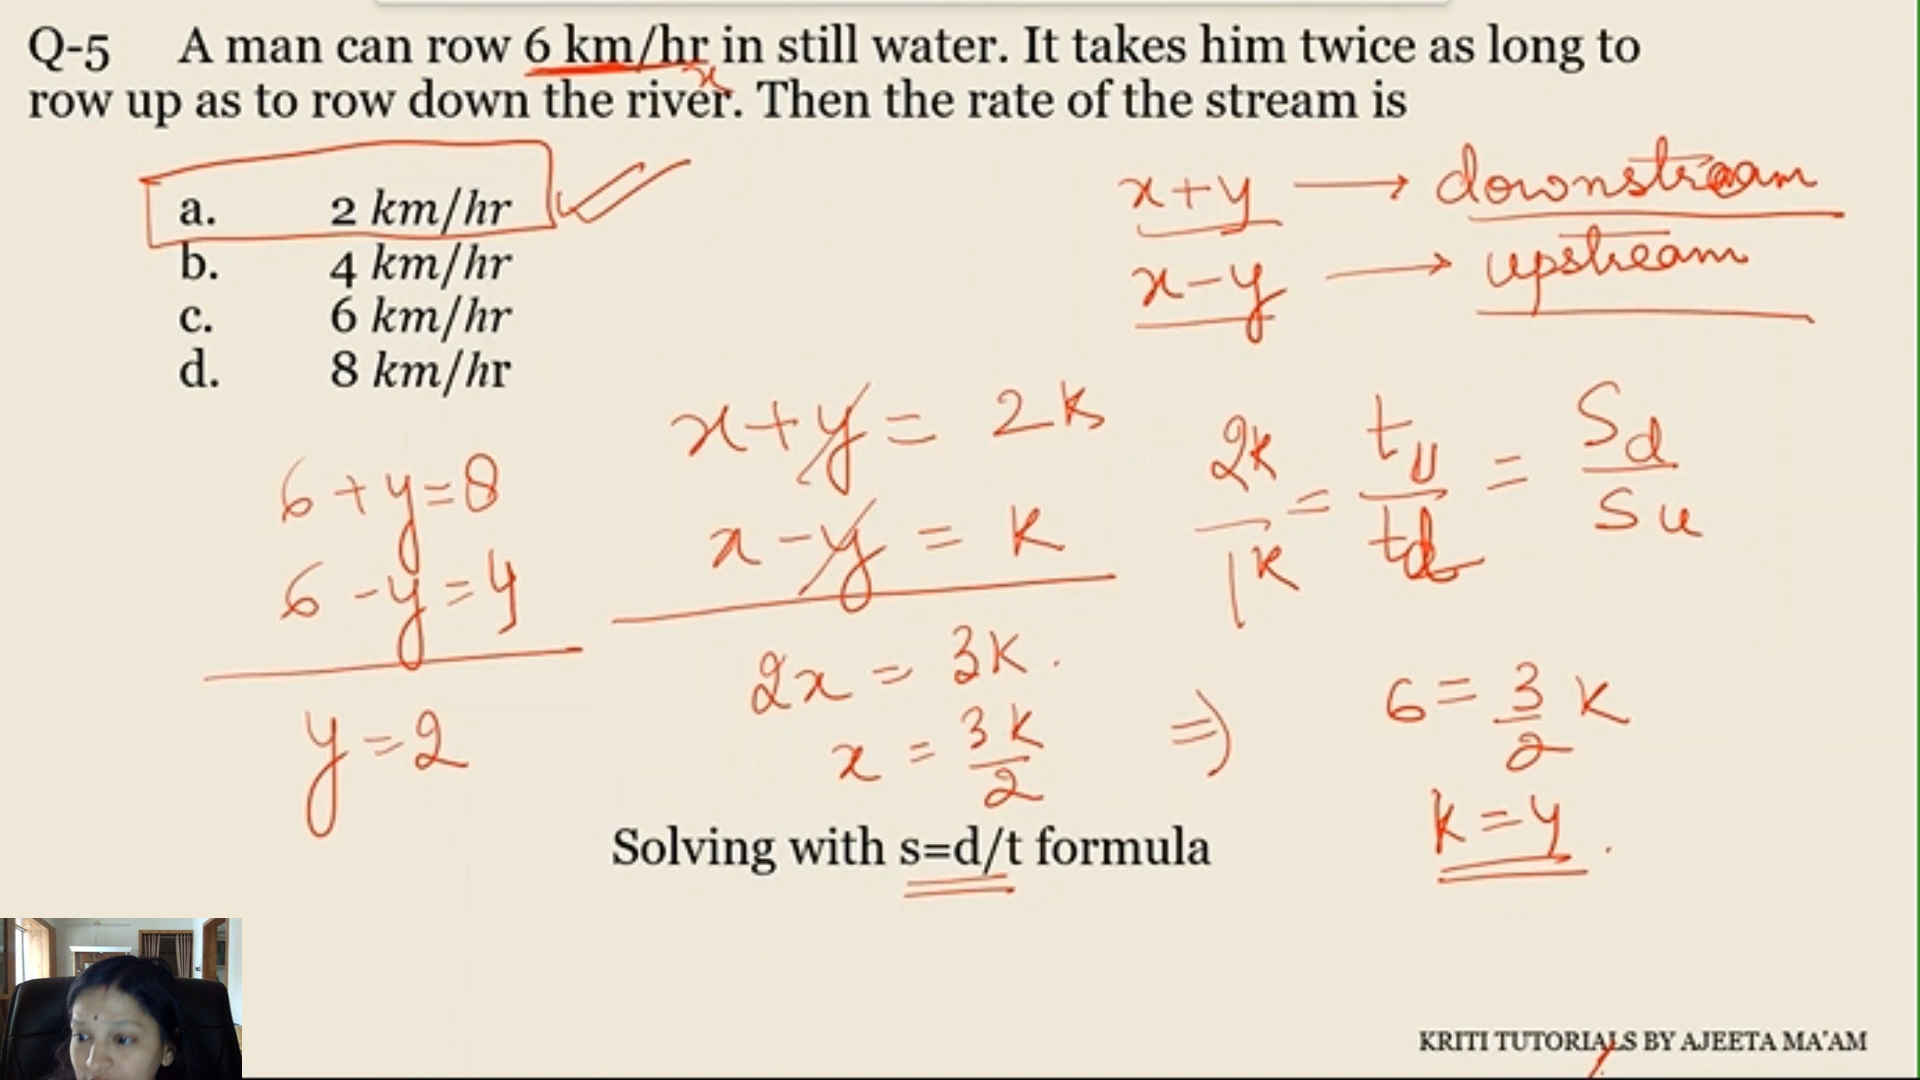 Q-5 A man can row 6 km/hr in still water. It takes him twice as long to
x
row up as to row down the river. Then the rate of the stream is
a. 2 km/hr
b. 4 km/hr
c. 6 km/hr
d. 8 km/hr
x+y → downstream
x-y → upstream
x+y = 2k
x-y = k
2x = 3k.
x = 3k/2 ⇒
2k/1k = tu/td = Sd/Su
6 = 3/2 k
k=4.
6+y=8
6-y=4
y=2
Solving with s=d/t formula
KRITI TUTORIALS BY AJEETA MA'AM